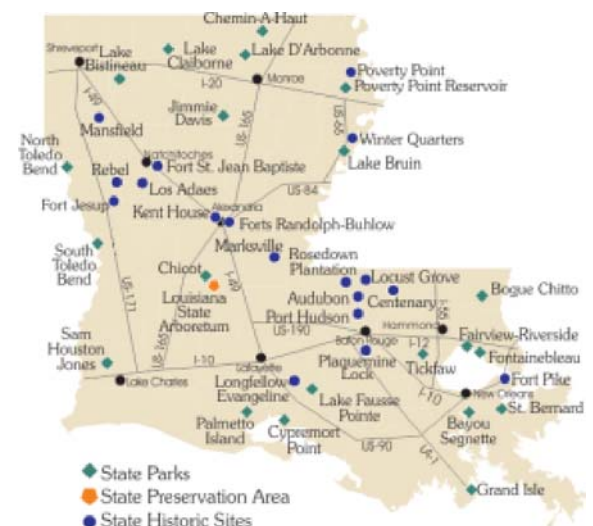 Chemin-A-Haut
Shreveport
Lake
Bistineau
Lake
Claiborne
Lake D'Arbonne
Monroe
I-20
Poverty Point
Poverty Point Reservoir
I-49
Mansfield
Jimmie
Davis
US-165
US-65
Winter Quarters
Lake Bruin
North
Toledo
Bend
Natchitoches
Fort St. Jean Baptiste
Rebel
Los Adaes
US-84
Fort Jesup
Kent House
Alexandria
Forts Randolph-Buhlow
Marksville
South
Toledo
Bend
Chicot
Louisiana
State
Arboretum
I-49
US-171
US-165
Rosedown
Plantation
Locust Grove
Audubon
Centenary
Port Hudson
US-190
Baton Rouge
Hammond
I-55
Bogue Chitto
Fairview-Riverside
Fontainebleau
I-12
Tickfaw
Plaquemine
Lock
Sam
Houston
Jones
I-10
Lake Charles
Lafayette
Longfellow
Evangeline
Lake Fausse
Pointe
I-10
Fort Pike
New Orleans
St. Bernard
Bayou
Segnette
Palmetto
Island
Cypremort
Point
US-90
LA-1
Grand Isle
State Parks
State Preservation Area
State Historic Sites